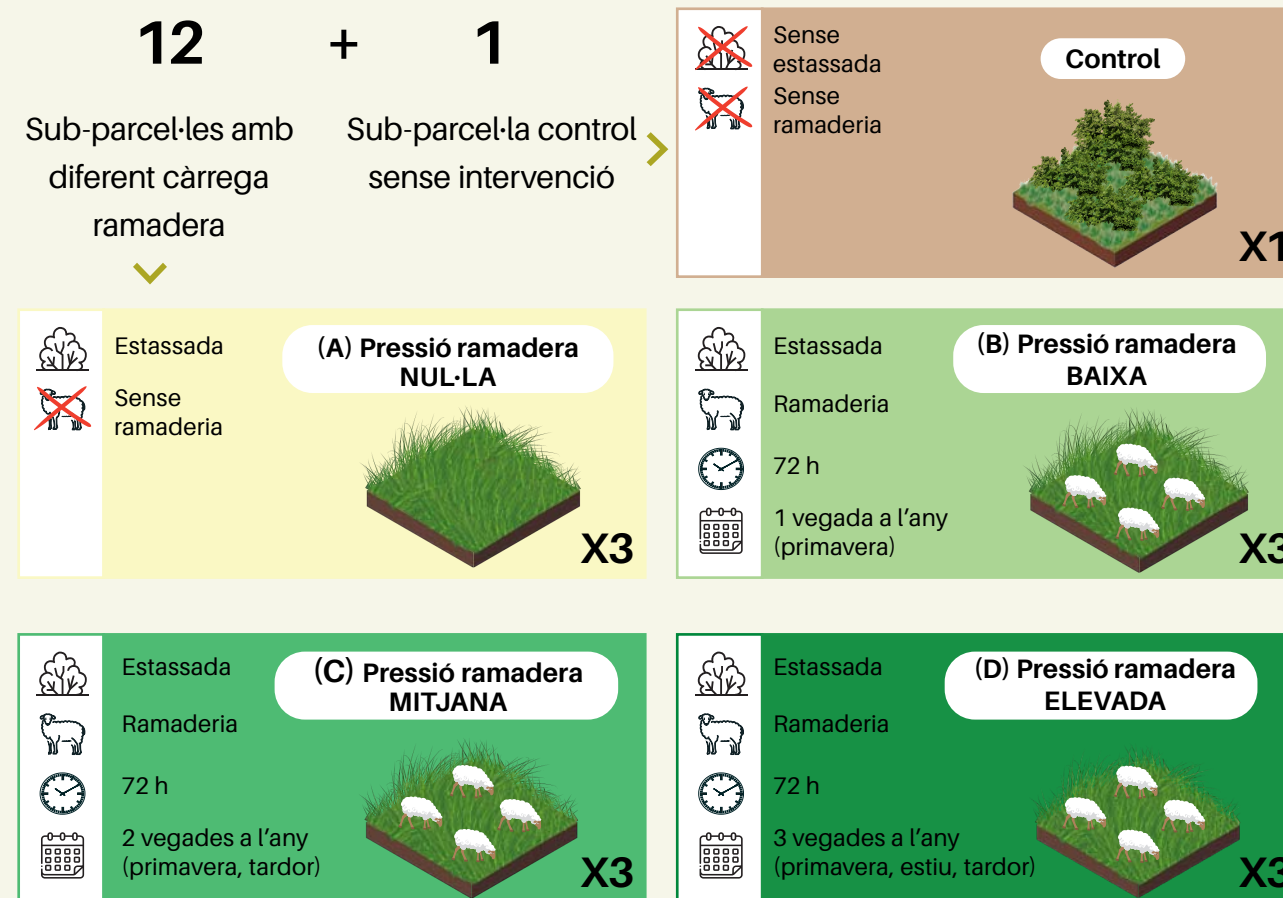 12 + 1
Sub-parcel·les amb
diferent càrrega
ramadera
Sub-parcel·la control
sense intervenció
Sense
estassada
Sense
ramaderia
Control
X1
Estassada
Sense
ramaderia
(A) Pressió ramadera
NUL·LA
X3
Estassada
Ramaderia
72 h
1 vegada a l’any
(primavera)
(B) Pressió ramadera
BAIXA
X3
Estassada
Ramaderia
72 h
2 vegades a l’any
(primavera, tardor)
(C) Pressió ramadera
MITJANA
X3
Estassada
Ramaderia
72 h
3 vegades a l’any
(primavera, estiu, tardor)
(D) Pressió ramadera
ELEVADA
X3